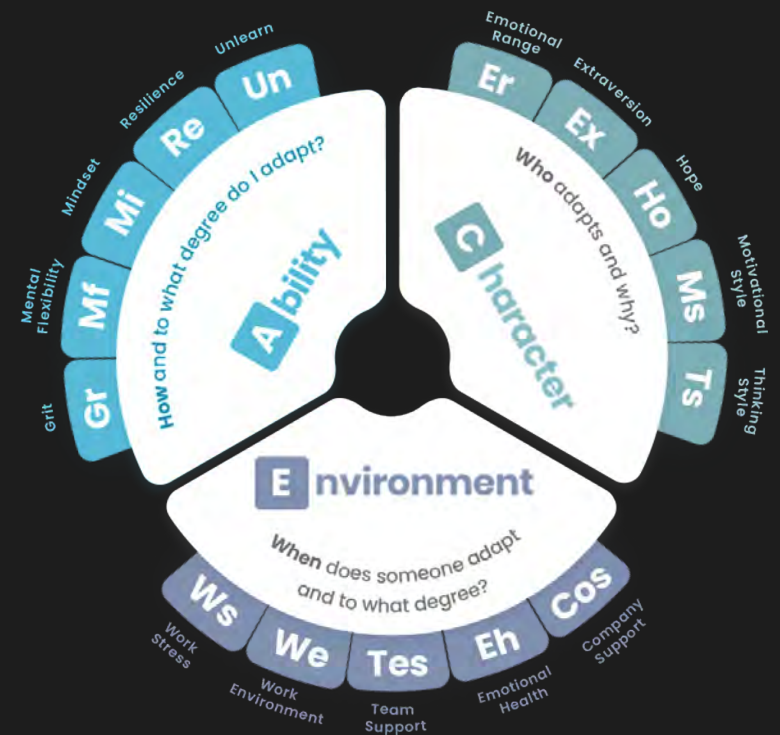 Unlearn
Un
Resilience
Re
Mindset
Mi
Mental
Flexibility
Mf
Grit
Gr
How and to what degree do I adapt?
Ability
Emotional
Range
Er
Extraversion
Ex
Hope
Ho
Motivational
Style
Ms
Thinking
Style
Ts
Who adapts and why?
Character
Environment
When does someone adapt
and to what degree?
Ws
Work
Stress
We
Work
Environment
Tes
Team
Support
Eh
Emotional
Health
Cos
Company
Support